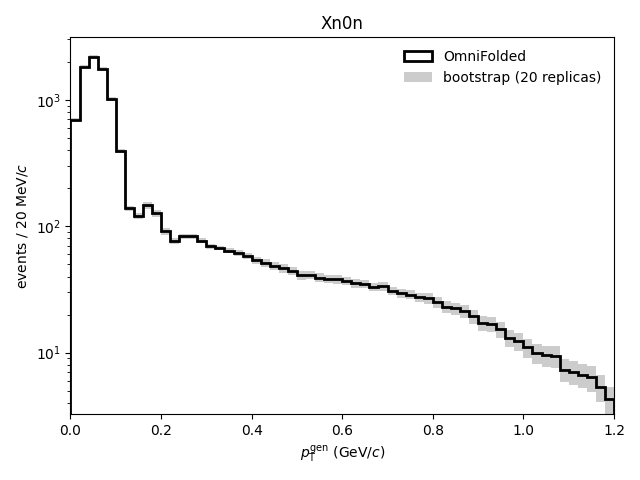 Xn0n
OmniFolded
bootstrap (20 replicas)
events / 20 MeV/c
10³
10²
10¹
0.0 0.2 0.4 0.6 0.8 1.0 1.2
p_T^gen (GeV/c)